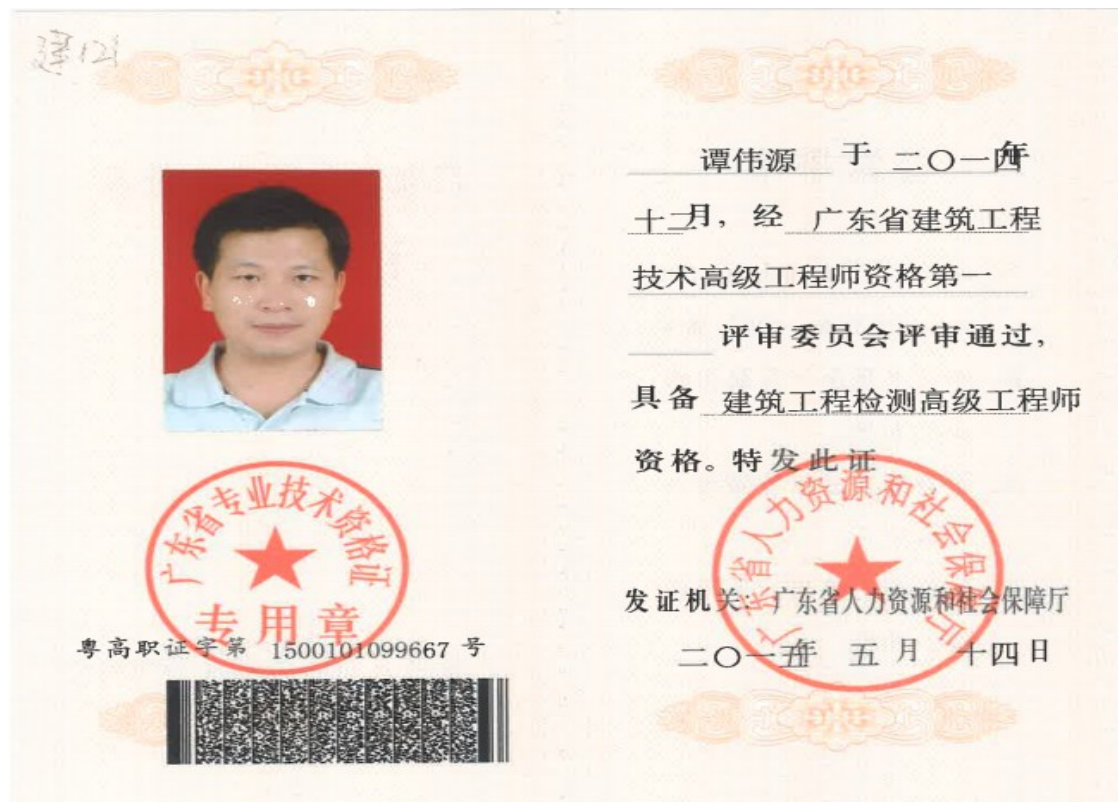 建121
广东省专业技术资格证
专用章
粤高职证字第 1500101099667 号
谭伟源 于 二〇一四年
十二月，经 广东省建筑工程
技术高级工程师资格第一
评审委员会评审通过，
具备 建筑工程检测高级工程师
资格。特发此证
广东省人力资源和社会保障厅
发证机关：广东省人力资源和社会保障厅
二〇一五年 五月 十四日